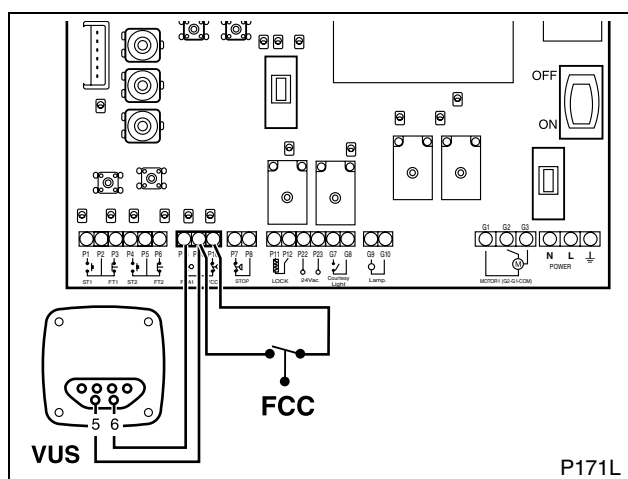 OFF
ON
P1 P2 P3 P4 P5 P6
P7 P8
P11 P12 P22 P23 G7 G8
G9 G10
G1 G2 G3
N L
POWER
ST1 FT1 ST2 FT2
STOP
LOCK 24Vac Courtesy Light
Lamp.
M
MOTOR1 (G2-G1-COM)
5 6
VUS
FCC
P171L